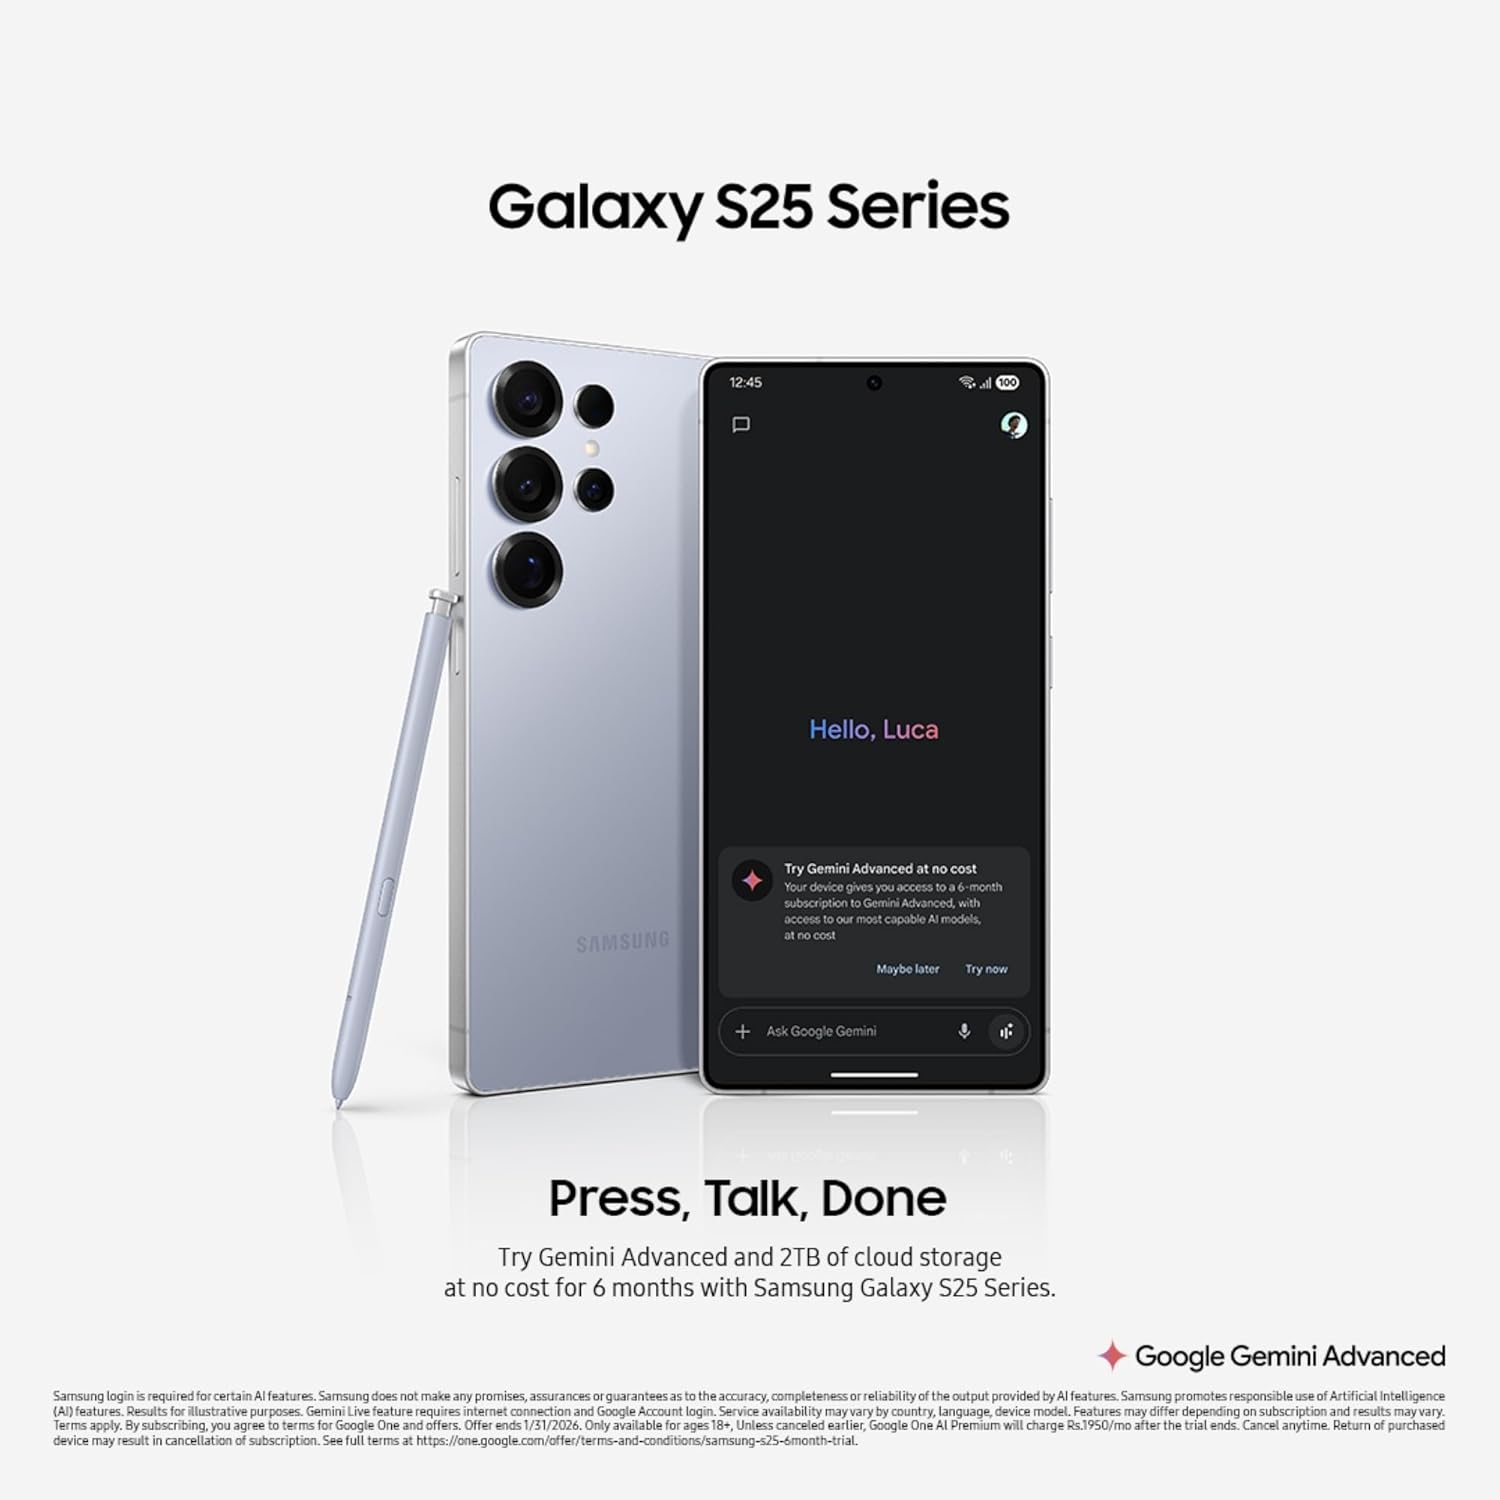 Galaxy S25 Series
12:45
100
Hello, Luca
Try Gemini Advanced at no cost
Your device gives you access to a 6-month
subscription to Gemini Advanced, with
access to our most capable AI models,
at no cost
Maybe later Try now
SAMSUNG
Ask Google Gemini
Press, Talk, Done
Try Gemini Advanced and 2TB of cloud storage
at no cost for 6 months with Samsung Galaxy S25 Series.
Google Gemini Advanced
Samsung login is required for certain AI features. Samsung does not make any promises, assurances or guarantees as to the accuracy, completeness or reliability of the output provided by AI features. Samsung promotes responsible use of Artificial Intelligence
(AI) features. Results for illustrative purposes. Gemini Live feature requires internet connection and Google Account login. Service availability may vary by country, language, device model. Features may differ depending on subscription and results may vary.
Terms apply. By subscribing, you agree to terms for Google One and offers. Offer ends 1/31/2026. Only available for ages 18+, Unless canceled earlier, Google One AI Premium will charge Rs.1950/mo after the trial ends. Cancel anytime. Return of purchased
device may result in cancellation of subscription. See full terms at https://one.google.com/offer/terms-and-conditions/samsung-s25-6month-trial.